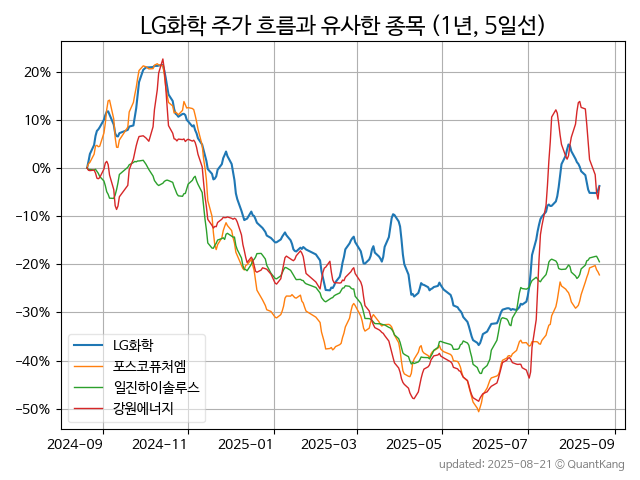 LG화학 주가 흐름과 유사한 종목 (1년, 5일선)
20%
10%
0%
−10%
−20%
−30%
−40%
−50%
LG화학
포스코퓨처엠
일진하이솔루스
강원에너지
2024-09 2024-11 2025-01 2025-03 2025-05 2025-07 2025-09
updated: 2025-08-21 © QuantKang